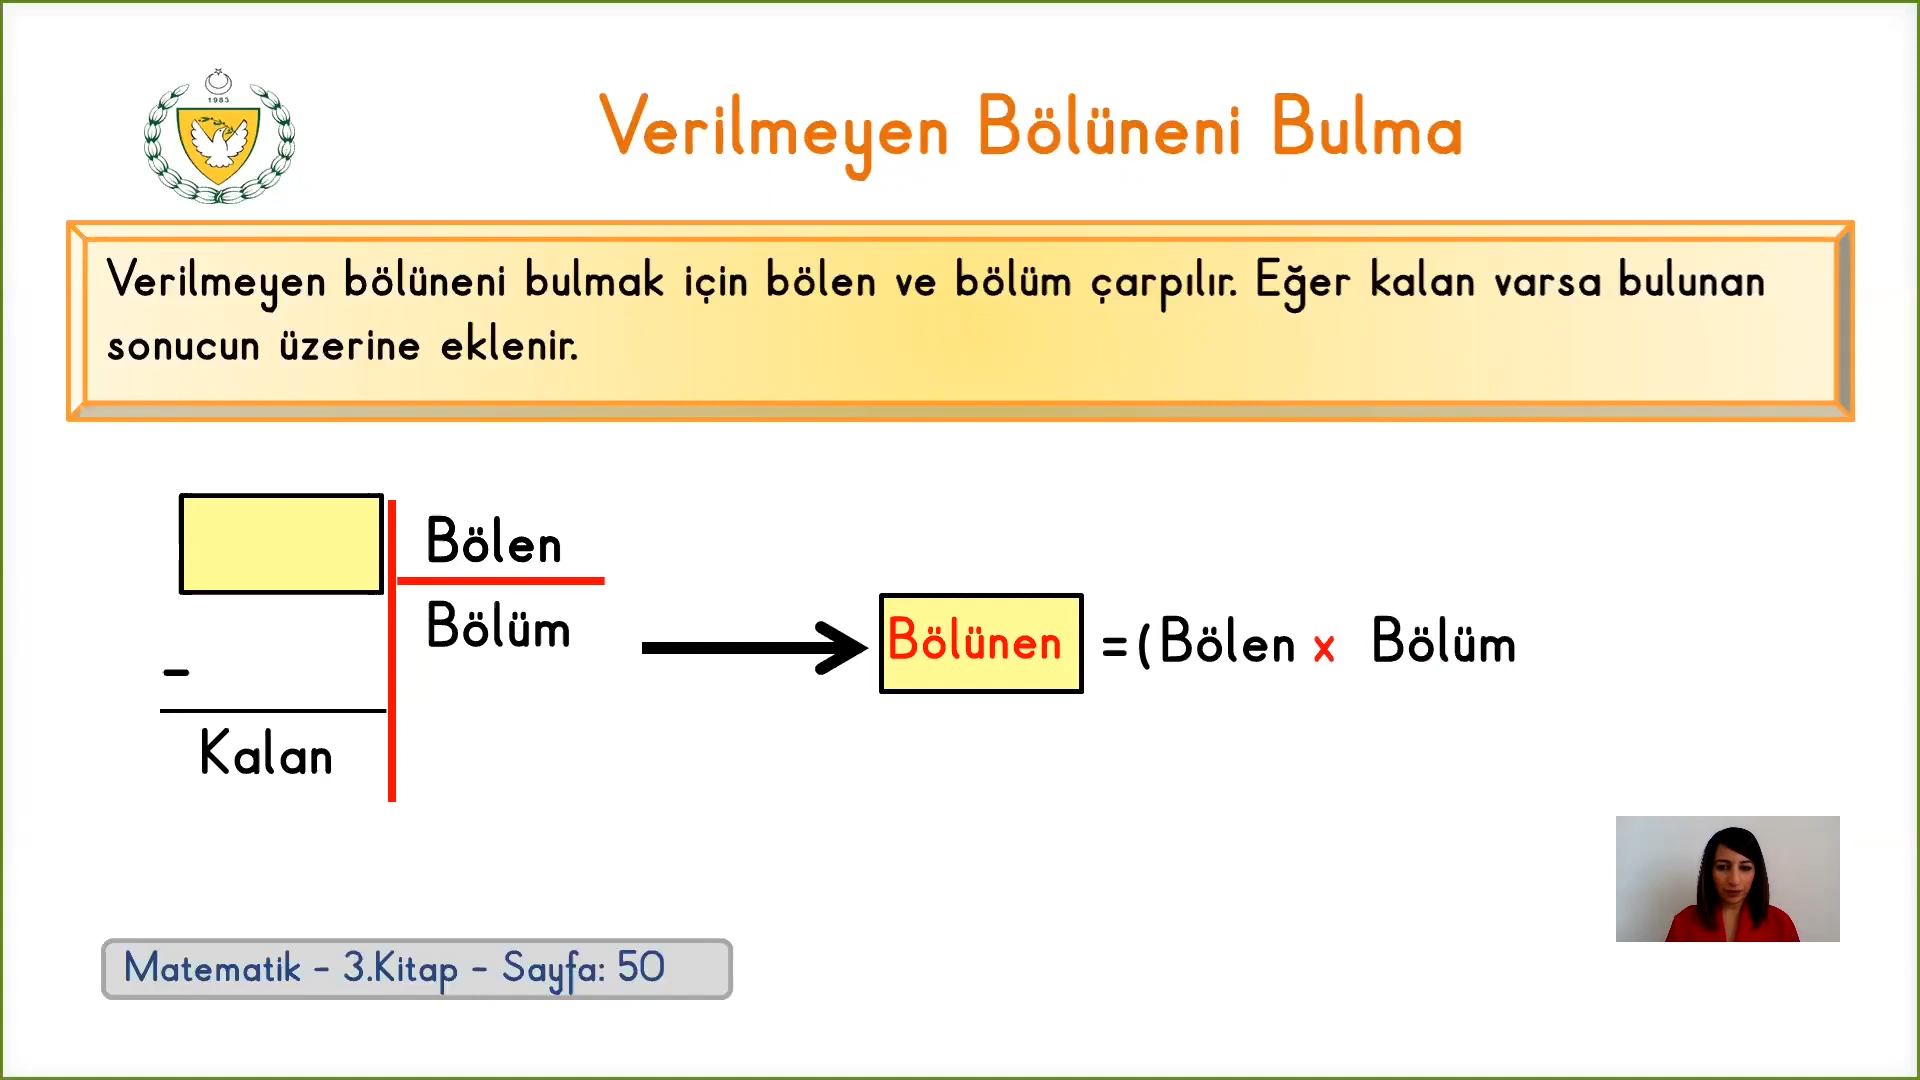 1983
Verilmeyen Bölüneni Bulma
Verilmeyen bölüneni bulmak için bölen ve bölüm çarpılır. Eğer kalan varsa bulunan
sonucun üzerine eklenir.
Bölen
Bölüm
-
Kalan
Bölünen =(Bölen x Bölüm
Matematik - 3.Kitap - Sayfa: 50